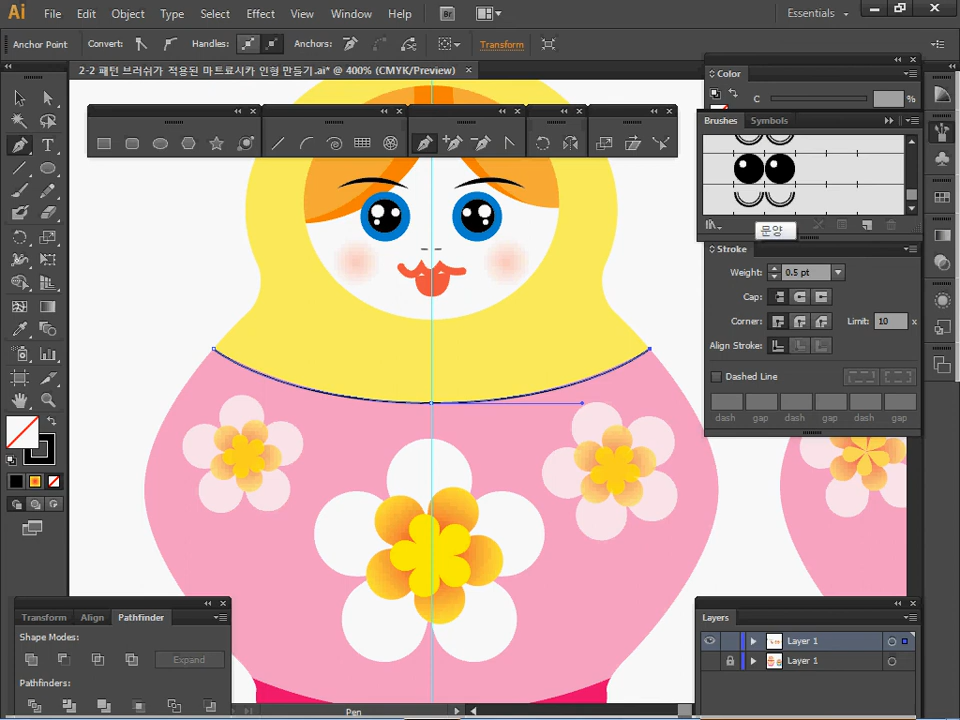 Ai File Edit Object Type Select Effect View Window Help Br Essentials
Anchor Point Convert: Handles: Anchors: Transform
2-2 패턴 브러쉬가 적용된 마트료시카 인형 만들기.ai* @ 400% (CMYK/Preview)
Color
C %
Brushes Symbols
문양
Stroke
Weight: 0.5 pt
Cap:
Corner: Limit: 10 x
Align Stroke:
Dashed Line
dash gap dash gap dash gap
Transform Align Pathfinder
Shape Modes:
Expand
Pathfinders:
Layers
Layer 1
Layer 1
Pen